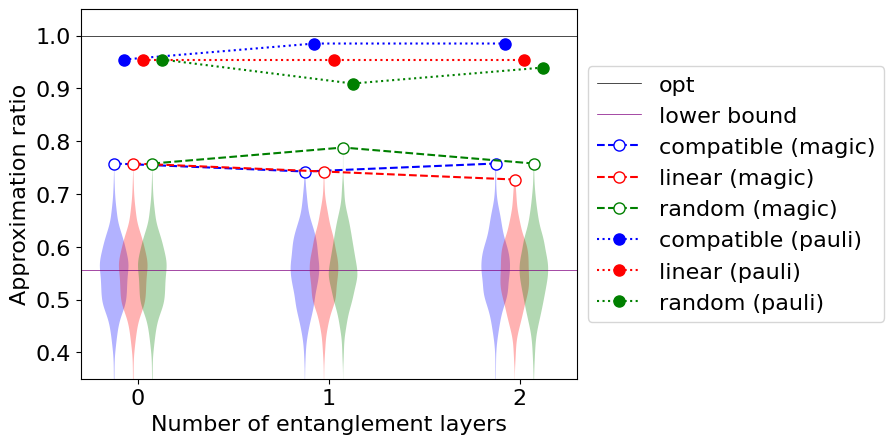 Approximation ratio
1.0
0.9
0.8
0.7
0.6
0.5
0.4
0
1
2
Number of entanglement layers
opt
lower bound
compatible (magic)
linear (magic)
random (magic)
compatible (pauli)
linear (pauli)
random (pauli)